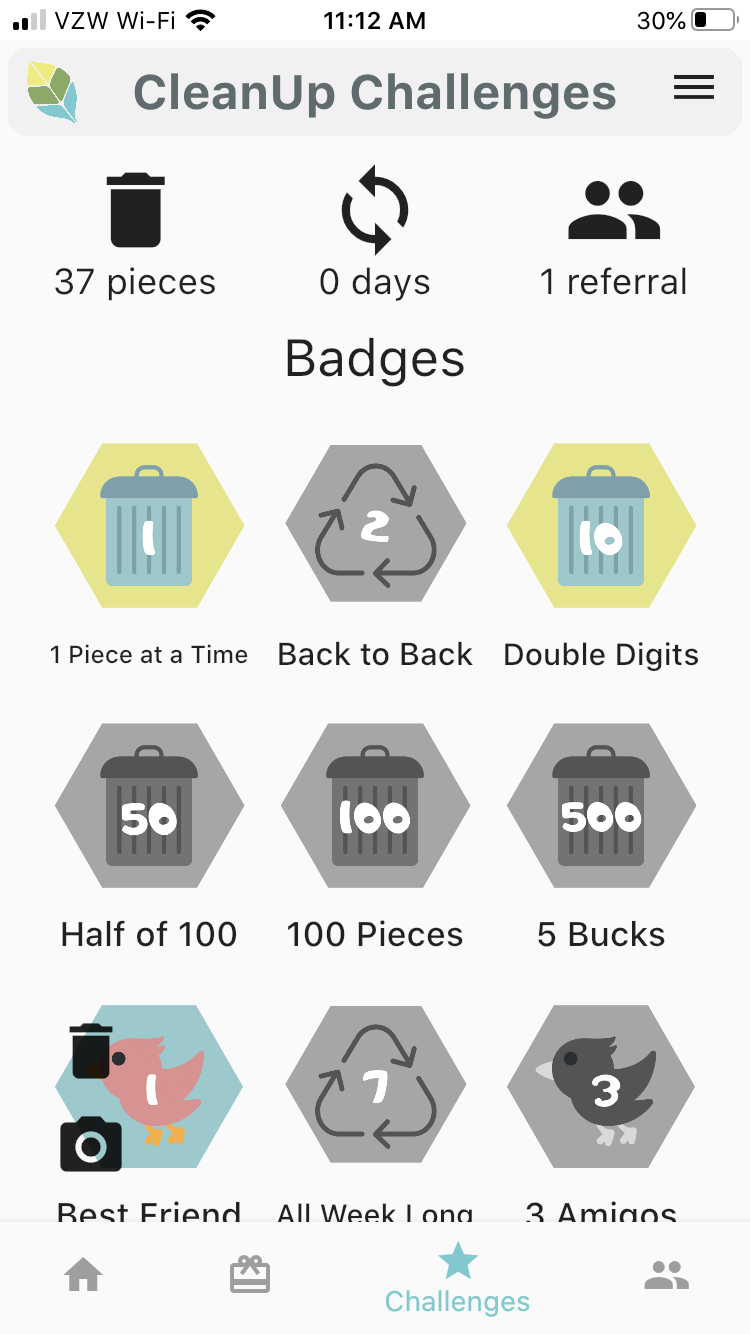 VZW Wi-Fi 11:12 AM 30%
CleanUp Challenges
37 pieces 0 days 1 referral
Badges
1 2 10
1 Piece at a Time Back to Back Double Digits
50 100 500
Half of 100 100 Pieces 5 Bucks
1 7 3
Best Friend All Week Long 3 Amigos
Challenges